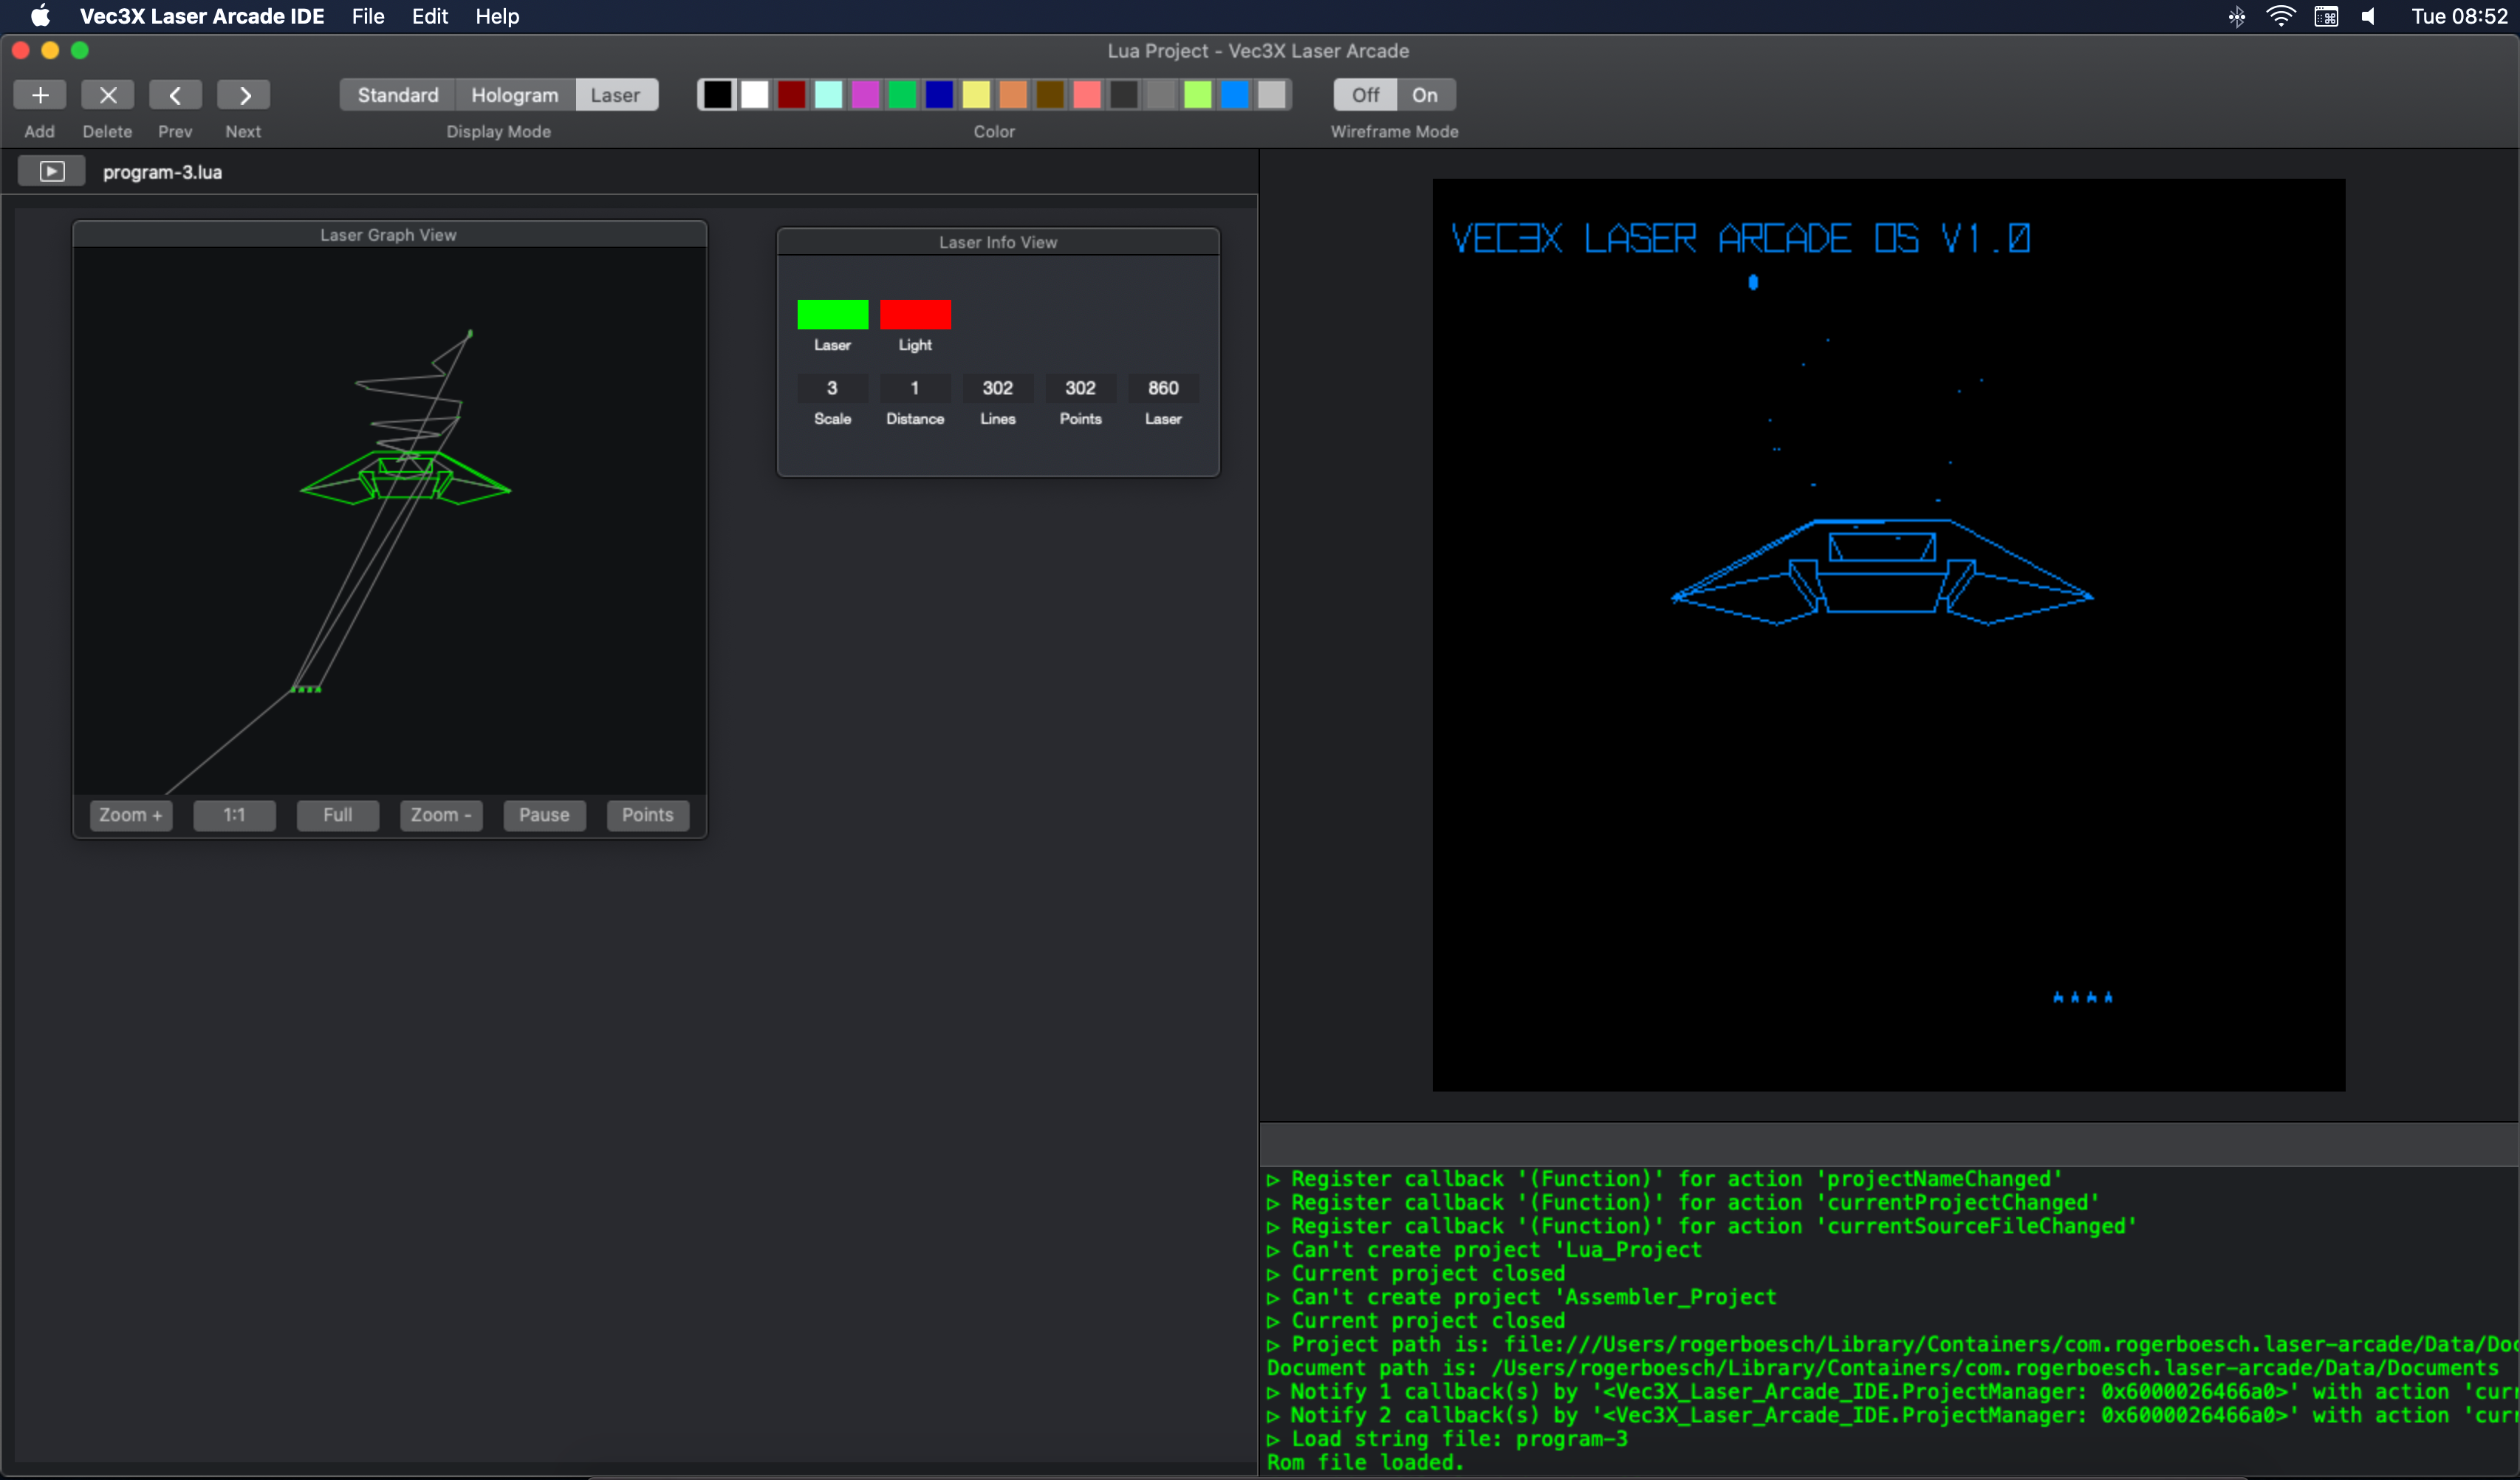 Vec3X Laser Arcade IDE File Edit Help Tue 08:52
Lua Project - Vec3X Laser Arcade
Standard Hologram Laser Off On
Add Delete Prev Next Display Mode Color Wireframe Mode
program-3.lua
Laser Graph View
Zoom + 1:1 Full Zoom - Pause Points
Laser Info View
Laser Light
3 1 302 302 860
Scale Distance Lines Points Laser
VEC3X LASER ARCADE OS V1.0
▷ Register callback '(Function)' for action 'projectNameChanged'
▷ Register callback '(Function)' for action 'currentProjectChanged'
▷ Register callback '(Function)' for action 'currentSourceFileChanged'
▷ Can't create project 'Lua_Project
▷ Current project closed
▷ Can't create project 'Assembler_Project
▷ Current project closed
▷ Project path is: file:///Users/rogerboesch/Library/Containers/com.rogerboesch.laser-arcade/Data/Doc
Document path is: /Users/rogerboesch/Library/Containers/com.rogerboesch.laser-arcade/Data/Documents
▷ Notify 1 callback(s) by '<Vec3X_Laser_Arcade_IDE.ProjectManager: 0x6000026466a0>' with action 'curr
▷ Notify 2 callback(s) by '<Vec3X_Laser_Arcade_IDE.ProjectManager: 0x6000026466a0>' with action 'curr
▷ Load string file: program-3
Rom file loaded.